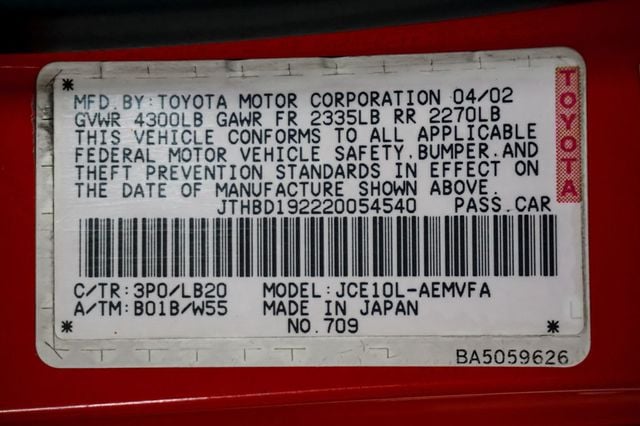 MFD. BY: TOYOTA MOTOR CORPORATION 04/02
GVWR 4300LB GAWR FR 2335LB RR 2270LB
THIS VEHICLE CONFORMS TO ALL APPLICABLE
FEDERAL MOTOR VEHICLE SAFETY, BUMPER, AND
THEFT PREVENTION STANDARDS IN EFFECT ON
THE DATE OF MANUFACTURE SHOWN ABOVE.
JTHBD192220054540 PASS. CAR
C/TR: 3P0/LB20 MODEL: JCE10L-AEMVFA
A/TM: B01B/W55 MADE IN JAPAN
NO. 709
BA5059626
TOYOTA